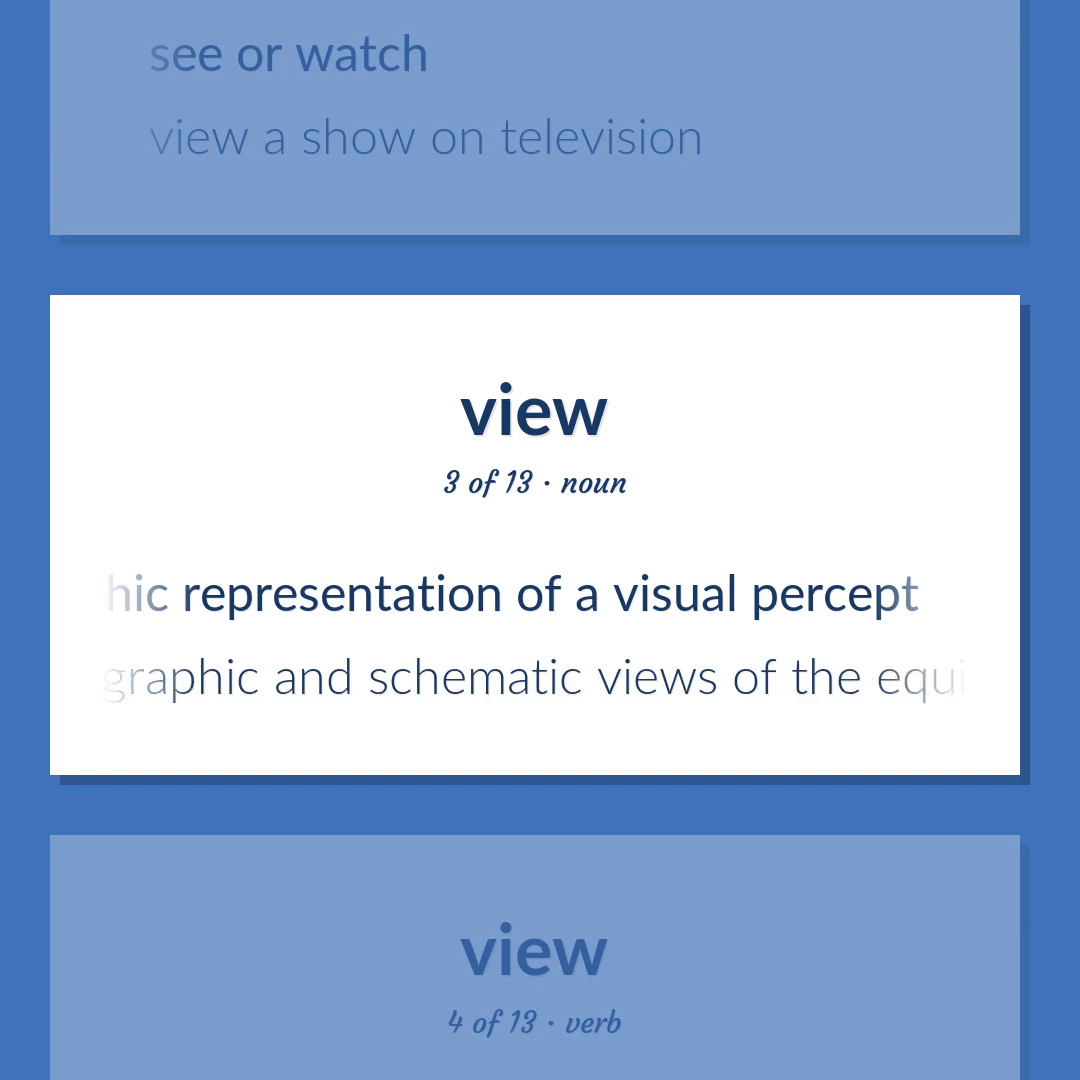 see or watch
view a show on television
view
3 of 13 · noun
hic representation of a visual percept
graphic and schematic views of the equi
view
4 of 13 · verb